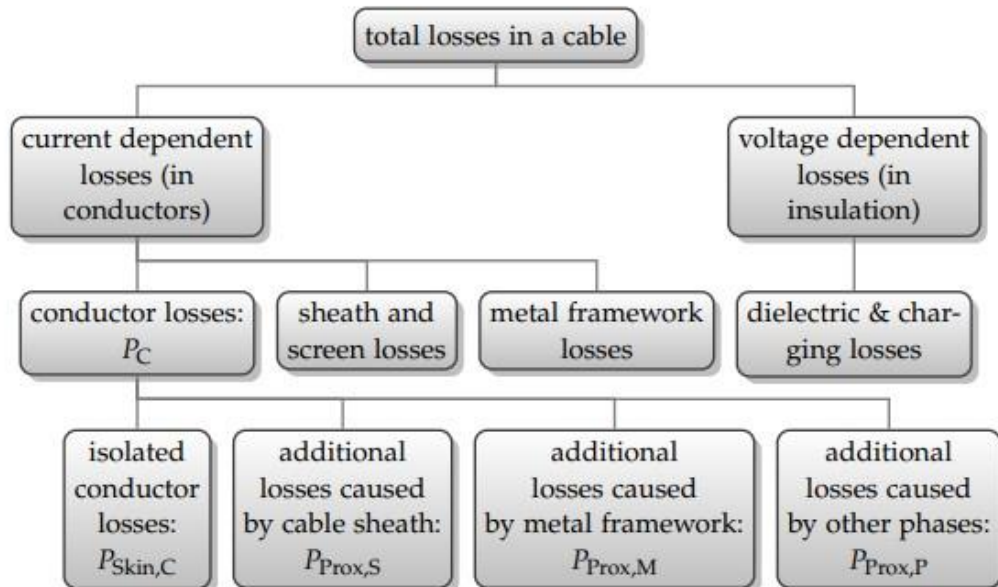 total losses in a cable
current dependent
losses (in
conductors)
voltage dependent
losses (in
insulation)
conductor losses:
P_C
sheath and
screen losses
metal framework
losses
dielectric & char-
ging losses
isolated
conductor
losses:
P_Skin,C
additional
losses caused
by cable sheath:
P_Prox,S
additional
losses caused
by metal framework:
P_Prox,M
additional
losses caused
by other phases:
P_Prox,P